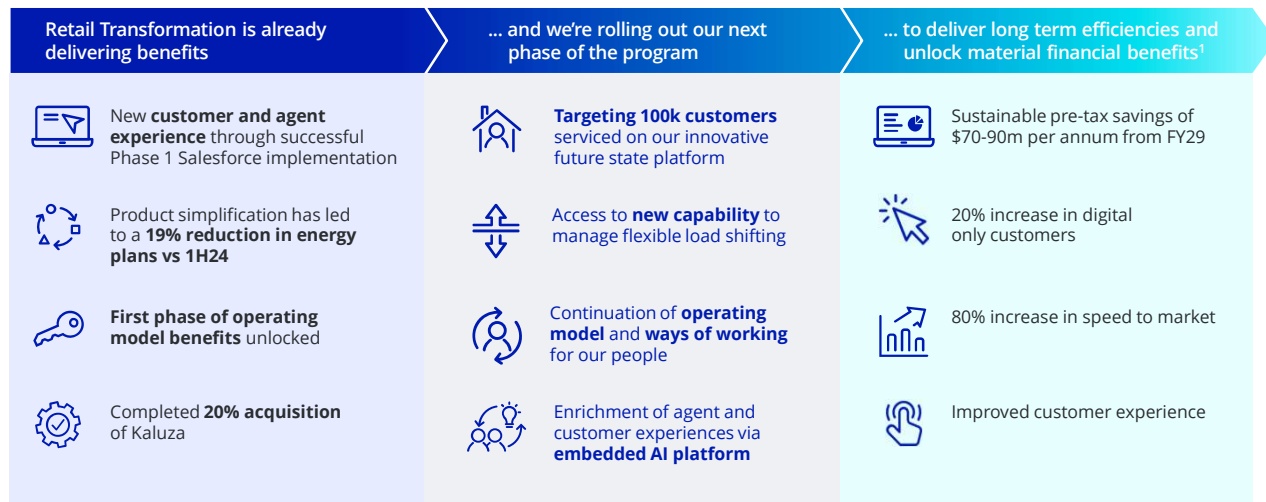 Retail Transformation is already
delivering benefits
New customer and agent
experience through successful
Phase 1 Salesforce implementation
Product simplification has led
to a 19% reduction in energy
plans vs 1H24
First phase of operating
model benefits unlocked
Completed 20% acquisition
of Kaluza
... and we’re rolling out our next
phase of the program
Targeting 100k customers
serviced on our innovative
future state platform
Access to new capability to
manage flexible load shifting
Continuation of operating
model and ways of working
for our people
Enrichment of agent and
customer experiences via
embedded AI platform
... to deliver long term efficiencies and
unlock material financial benefits¹
Sustainable pre-tax savings of
$70-90m per annum from FY29
20% increase in digital
only customers
80% increase in speed to market
Improved customer experience